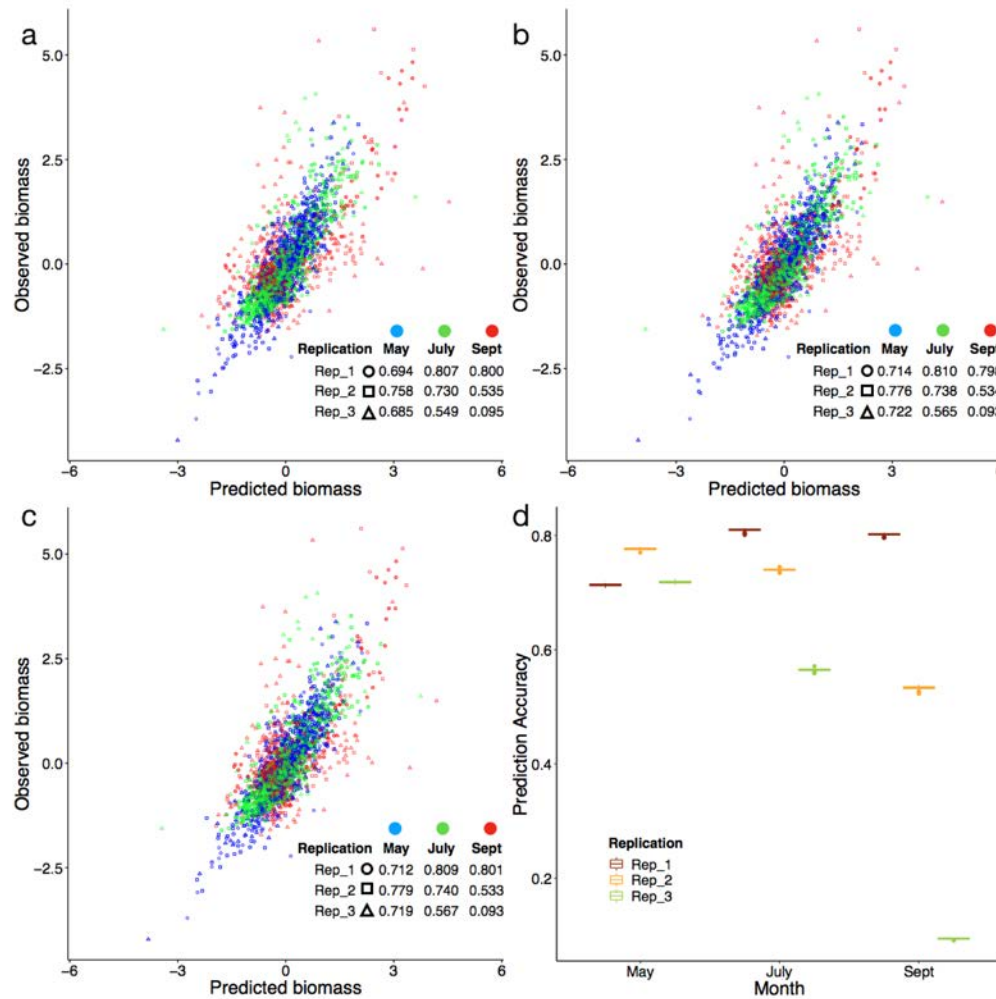 a
5.0
2.5
0.0
−2.5
Observed biomass
May July Sept
Replication
Rep_1 0.694 0.807 0.800
Rep_2 0.758 0.730 0.535
Rep_3 0.685 0.549 0.095
−6 −3 0 3 6
Predicted biomass
b
5.0
2.5
0.0
−2.5
Observed biomass
Replication May July Sept
Rep_1 0.714 0.810
Rep_2 0.776 0.738 0.534
Rep_3 0.722 0.565 0.093
−6 −3 0 3 6
Predicted biomass
c
5.0
2.5
0.0
−2.5
Observed biomass
Replication May July Sept
Rep_1 0.712 0.809 0.801
Rep_2 0.779 0.740 0.533
Rep_3 0.719 0.567 0.093
−6 −3 0 3 6
Predicted biomass
d
0.8
0.6
0.4
0.2
Prediction Accuracy
Replication
Rep_1
Rep_2
Rep_3
May July Sept
Month